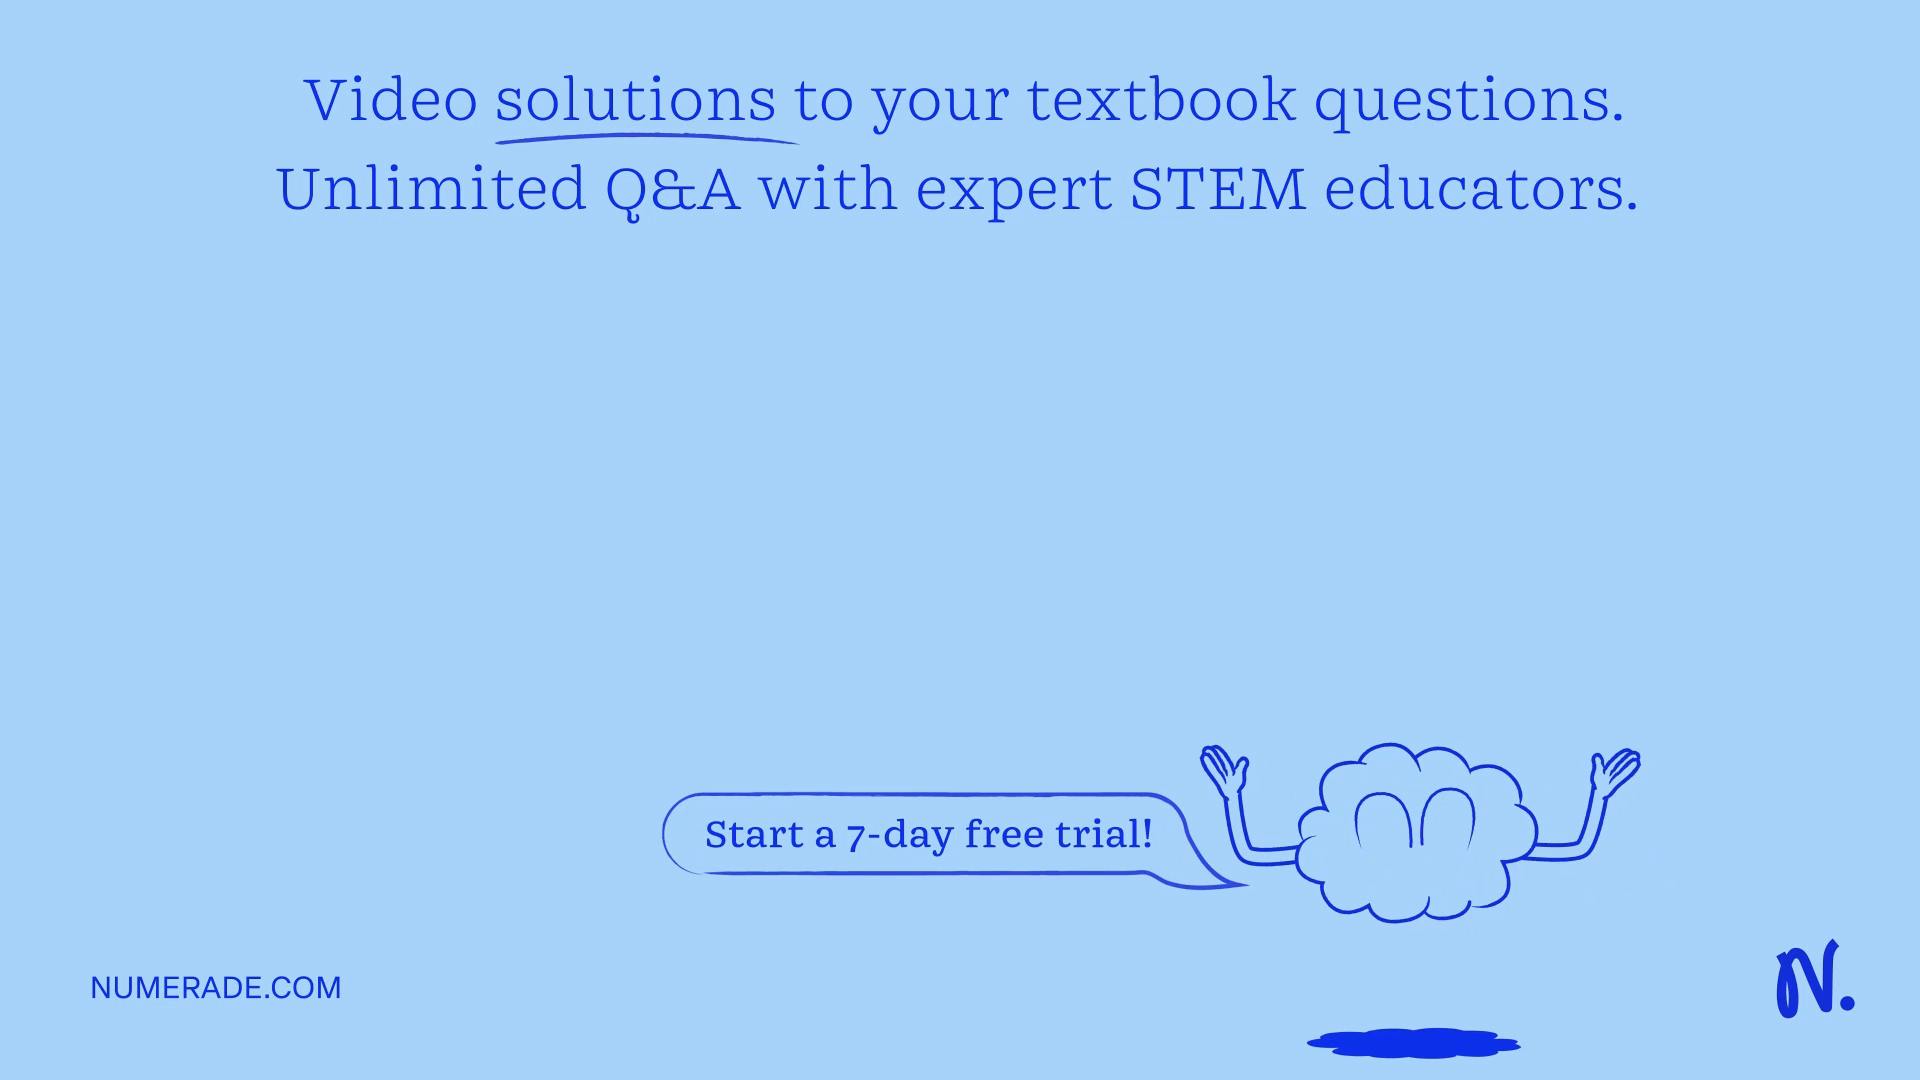 Video solutions to your textbook questions.
Unlimited Q&A with expert STEM educators.
Start a 7-day free trial!
NUMERADE.COM
N.